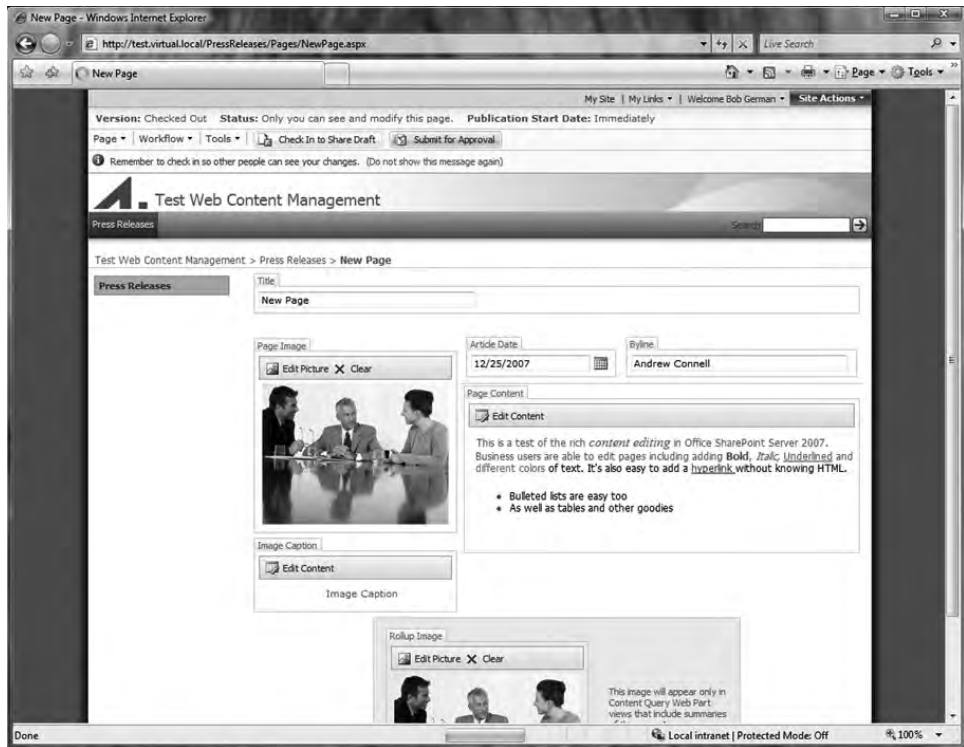 New Page - Windows Internet Explorer
http://test.virtual.local/PressReleases/Pages/NewPage.aspx
Live Search
New Page
Page
Tools
My Site | My Links | Welcome Bob German
Site Actions
Version: Checked Out Status: Only you can see and modify this page. Publication Start Date: Immediately
Page Workflow Tools Check In to Share Draft Submit for Approval
Remember to check in so other people can see your changes. (Do not show this message again)
Test Web Content Management
Press Releases
Search
Test Web Content Management > Press Releases > New Page
Press Releases
Title
New Page
Page Image
Edit Picture X Clear
Article Date
12/25/2007
Byline
Andrew Connell
Page Content
Edit Content
This is a test of the rich content editing in Office SharePoint Server 2007.
Business users are able to edit pages including adding Bold, Italic, Underlined and
different colors of text. It's also easy to add a hyperlink without knowing HTML.
• Bulleted lists are easy too
• As well as tables and other goodies
Image Caption
Edit Content
Image Caption
Rollup Image
Edit Picture X Clear
This image will appear only in
Content Query Web Part
views that include summaries
Done
Local intranet | Protected Mode: Off
100%